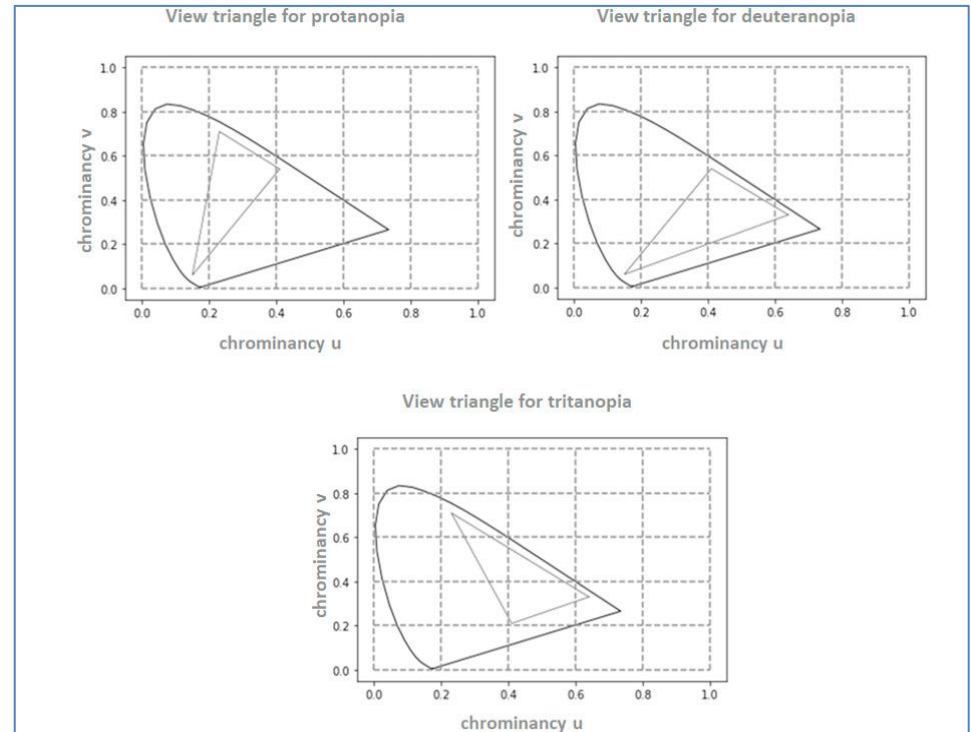 View triangle for protanopia
1.0
0.8
0.6
0.4
0.2
0.0
chrominancy v
0.0 0.2 0.4 0.6 0.8 1.0
chrominancy u
View triangle for deuteranopia
1.0
0.8
0.6
0.4
0.2
0.0
chrominancy v
0.0 0.2 0.4 0.6 0.8 1.0
chrominancy u
View triangle for tritanopia
1.0
0.8
0.6
0.4
0.2
0.0
chrominancy v
0.0 0.2 0.4 0.6 0.8 1.0
chrominancy u